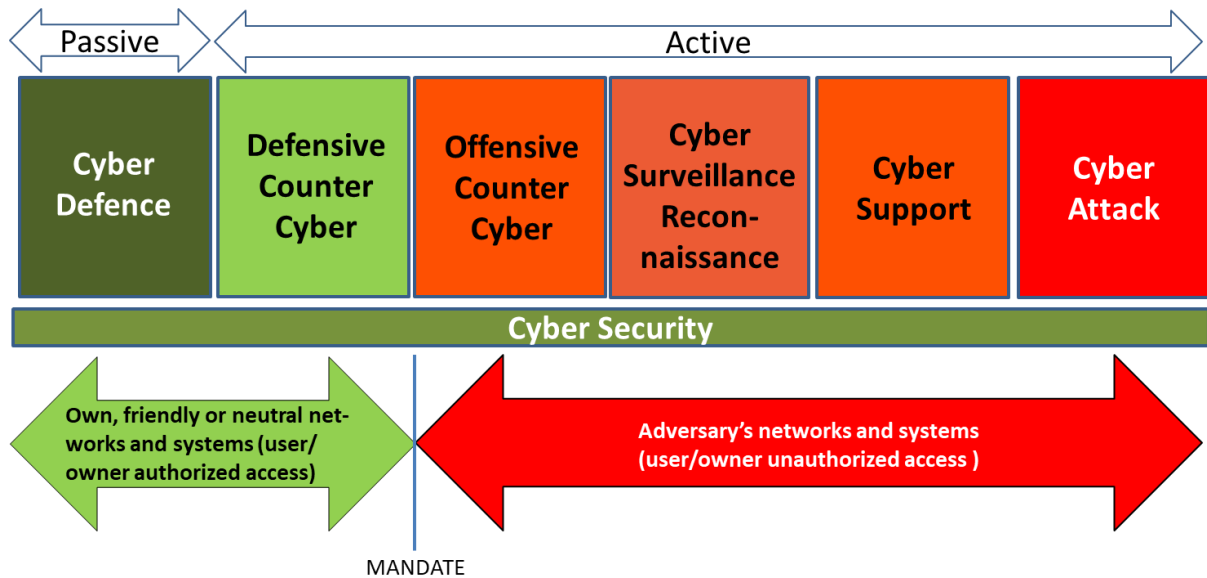 Passive
Active
Cyber
Defence
Defensive
Counter
Cyber
Offensive
Counter
Cyber
Cyber
Surveillance
Recon-
naissance
Cyber
Support
Cyber
Attack
Cyber Security
Own, friendly or neutral net-
works and systems (user/
owner authorized access)
Adversary's networks and systems
(user/owner unauthorized access )
MANDATE